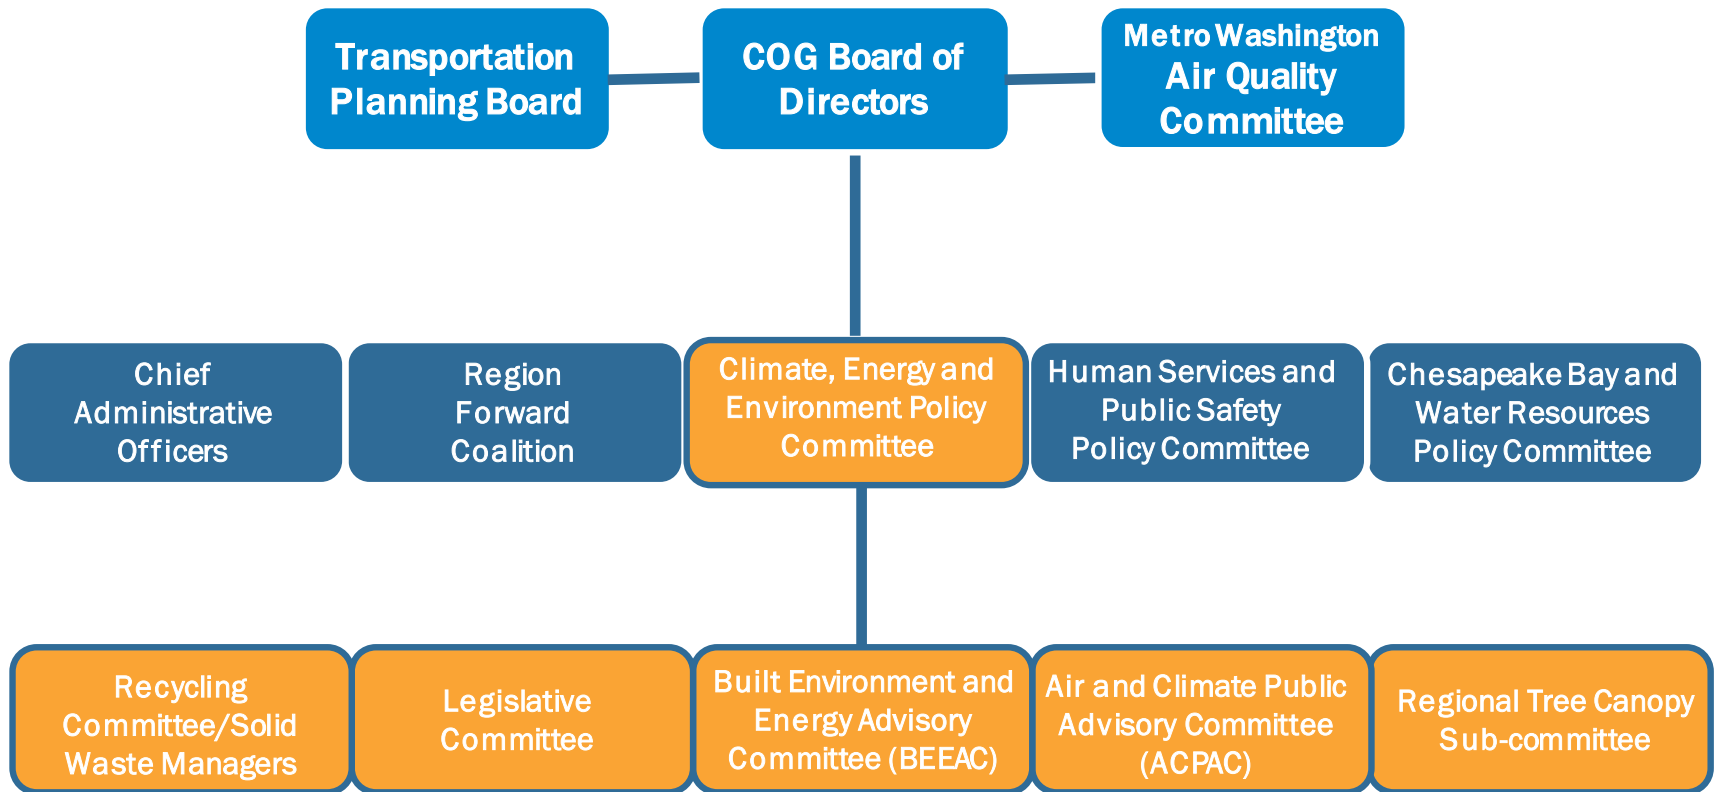 Transportation
Planning Board
COG Board of
Directors
Metro Washington
Air Quality
Committee
Chief
Administrative
Officers
Region
Forward
Coalition
Climate, Energy and
Environment Policy
Committee
Human Services and
Public Safety
Policy Committee
Chesapeake Bay and
Water Resources
Policy Committee
Recycling
Committee/Solid
Waste Managers
Legislative
Committee
Built Environment and
Energy Advisory
Committee (BEEAC)
Air and Climate Public
Advisory Committee
(ACPAC)
Regional Tree Canopy
Sub-committee